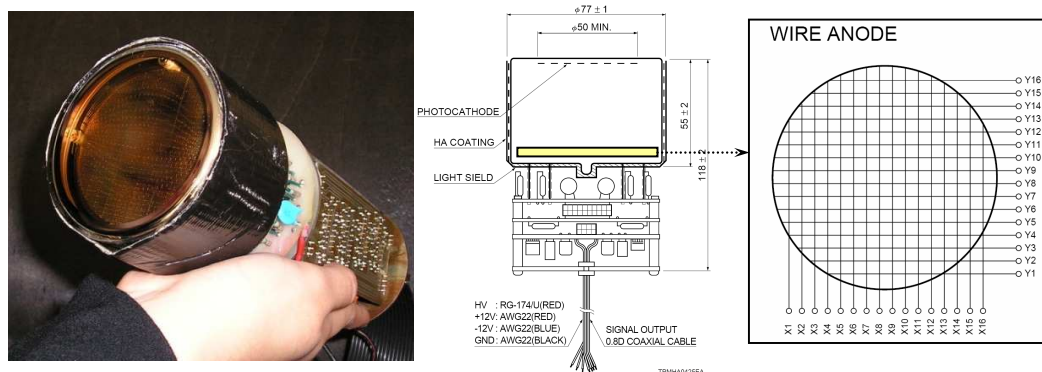 φ77 ± 1
φ50 MIN.
PHOTOCATHODE
HA COATING
LIGHT SIELD
55 ± 2
118 ± 2
HV : RG-174/U(RED)
+12V: AWG22(RED)
-12V: AWG22(BLUE)
GND: AWG22(BLACK)
SIGNAL OUTPUT
0.8D COAXIAL CABLE
WIRE ANODE
Y16
Y15
Y14
Y13
Y12
Y11
Y10
Y9
Y8
Y7
Y6
Y5
Y4
Y3
Y2
Y1
X1
X2
X3
X4
X5
X6
X7
X8
X9
X10
X11
X12
X13
X14
X15
X16